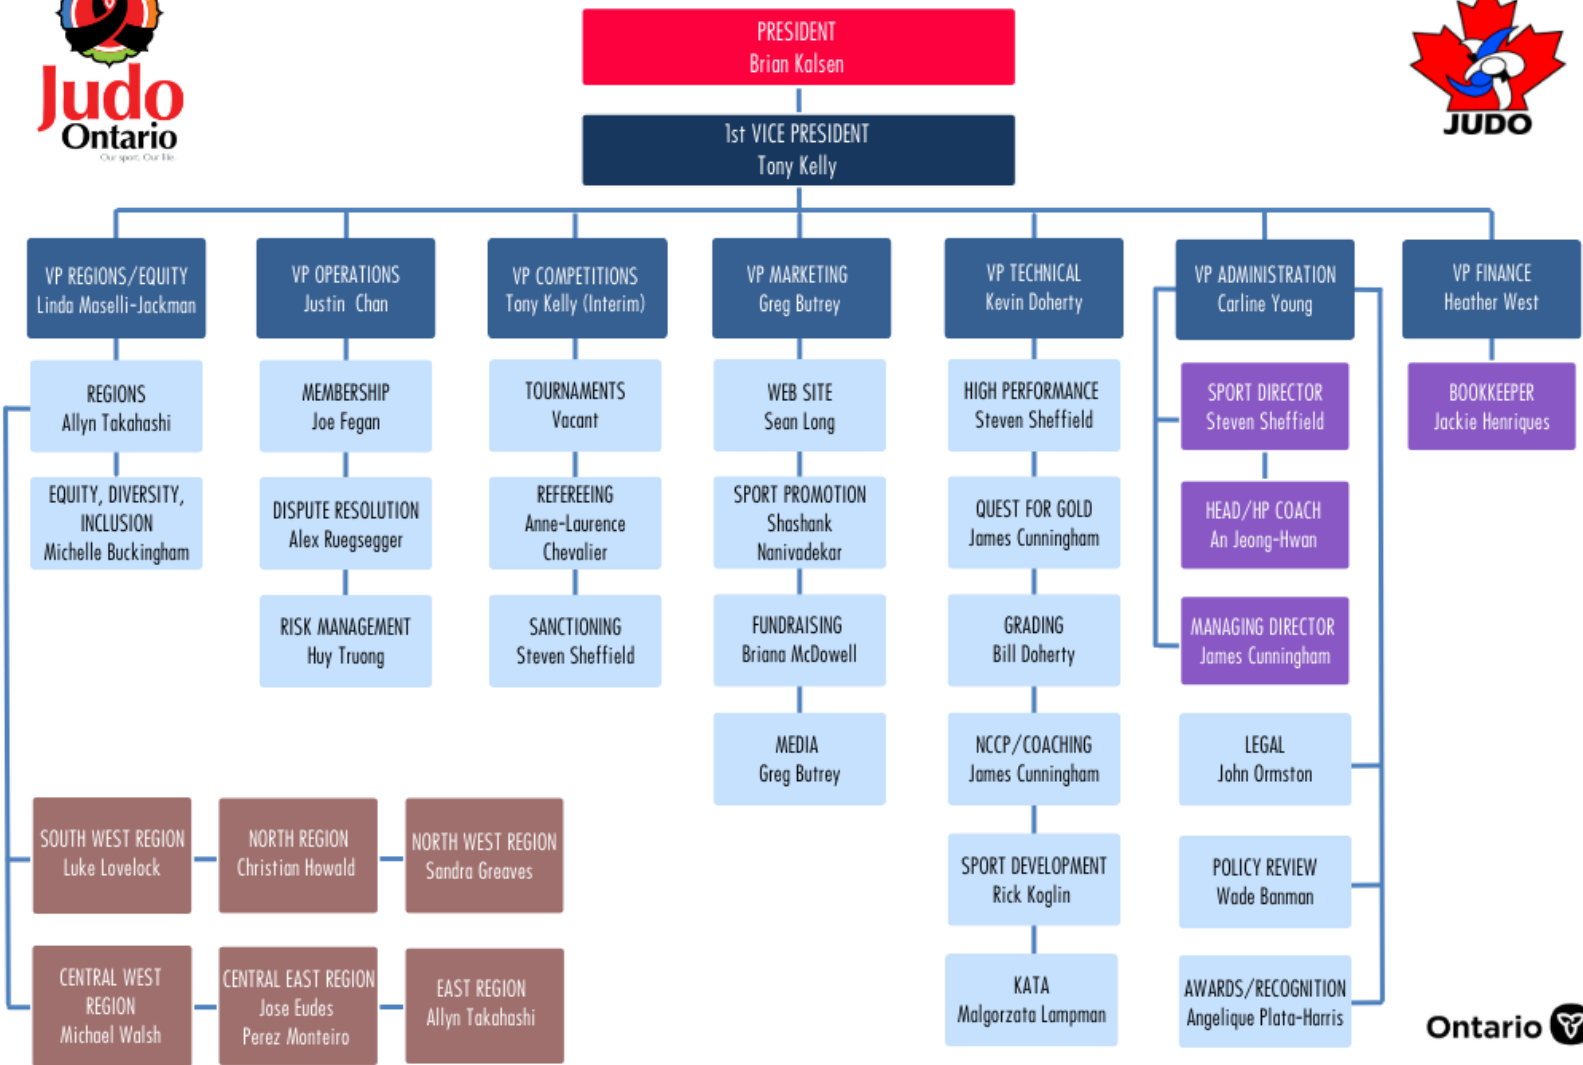 Judo
Ontario
Our sport. Our life.
JUDO
PRESIDENT
Brian Kalsen
1st VICE PRESIDENT
Tony Kelly
VP REGIONS/EQUITY
Linda Maselli-Jackman
REGIONS
Allyn Takahashi
EQUITY, DIVERSITY,
INCLUSION
Michelle Buckingham
VP OPERATIONS
Justin Chan
MEMBERSHIP
Joe Fegan
DISPUTE RESOLUTION
Alex Ruegsegger
RISK MANAGEMENT
Huy Truong
VP COMPETITIONS
Tony Kelly (Interim)
TOURNAMENTS
Vacant
REFEREEING
Anne-Laurence
Chevalier
SANCTIONING
Steven Sheffield
VP MARKETING
Greg Butrey
WEB SITE
Sean Long
SPORT PROMOTION
Shashank
Nanivadekar
FUNDRAISING
Briana McDowell
MEDIA
Greg Butrey
VP TECHNICAL
Kevin Doherty
HIGH PERFORMANCE
Steven Sheffield
QUEST FOR GOLD
James Cunningham
GRADING
Bill Doherty
NCCP/COACHING
James Cunningham
SPORT DEVELOPMENT
Rick Koglin
KATA
Malgorzata Lampman
VP ADMINISTRATION
Carline Young
SPORT DIRECTOR
Steven Sheffield
HEAD/HP COACH
An Jeong-Hwan
MANAGING DIRECTOR
James Cunningham
LEGAL
John Ormston
POLICY REVIEW
Wade Banman
AWARDS/RECOGNITION
Angelique Plata-Harris
VP FINANCE
Heather West
BOOKKEEPER
Jackie Henriques
SOUTH WEST REGION
Luke Lovelock
NORTH REGION
Christian Howald
NORTH WEST REGION
Sandra Greaves
CENTRAL WEST
REGION
Michael Walsh
CENTRAL EAST REGION
Jose Eudes
Perez Monteiro
EAST REGION
Allyn Takahashi
Ontario